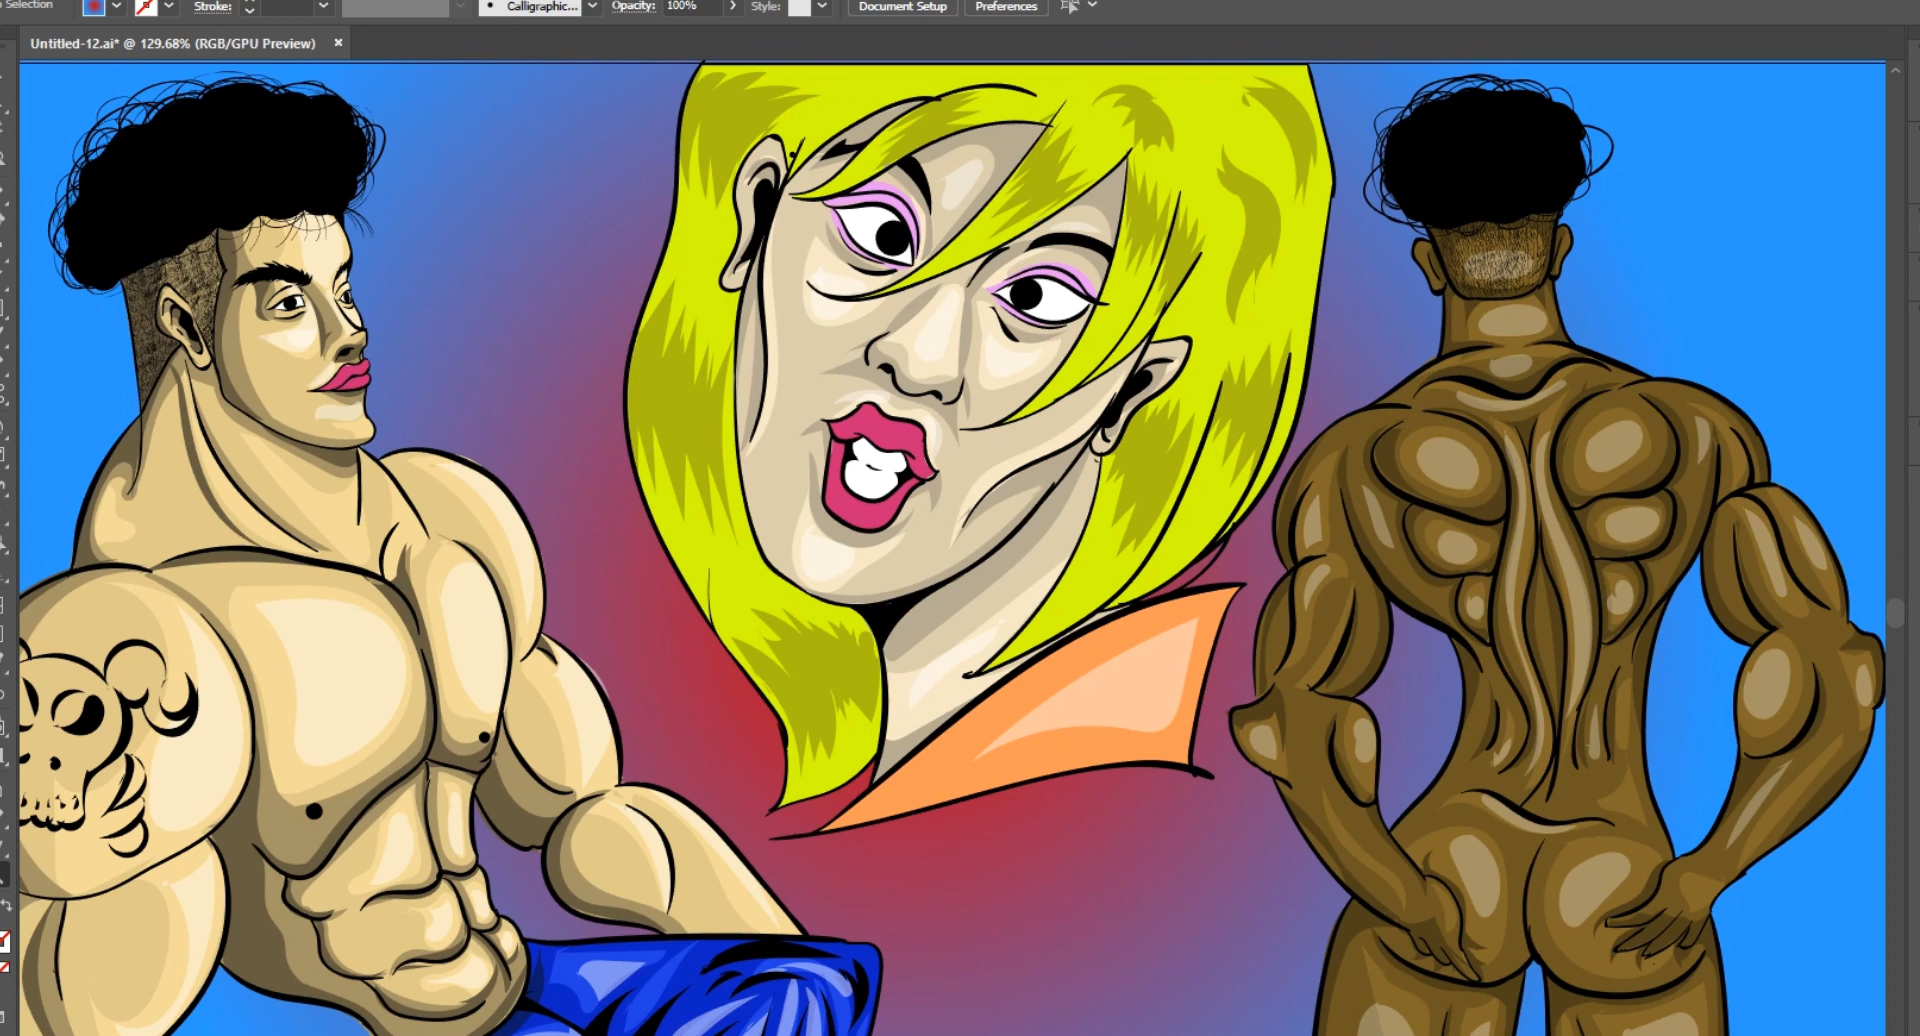 Selection Stroke: Calligraphic... Opacity: 100% Style: Document Setup Preferences
Untitled-12.ai* @ 129.68% (RGB/GPU Preview) ×